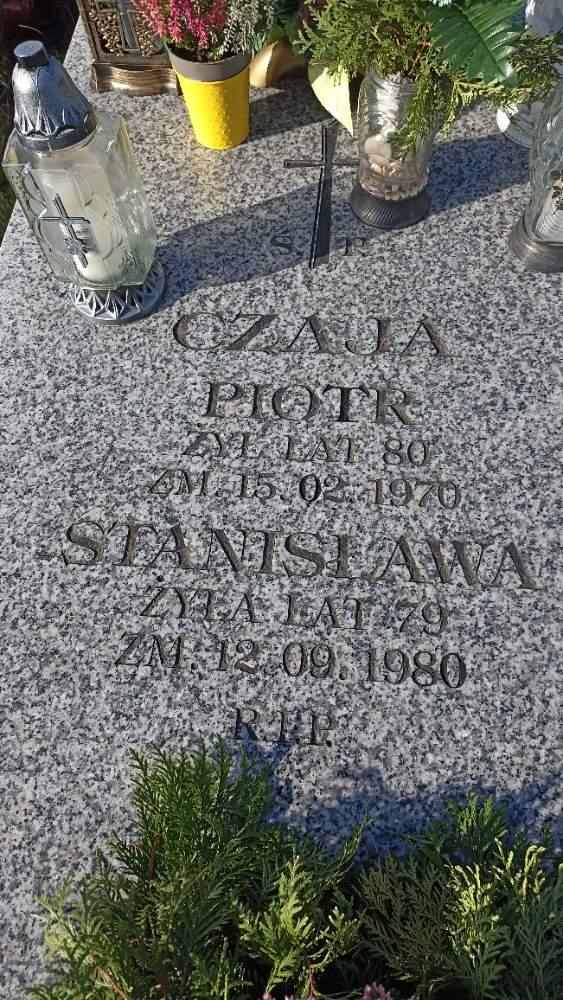 Ś P
CZAJA
PIOTR
ŻYŁ LAT 80
ZM. 15.02.1970
STANISŁAWA
ŻYŁA LAT 79
ZM. 12.09.1980
R.I.P.